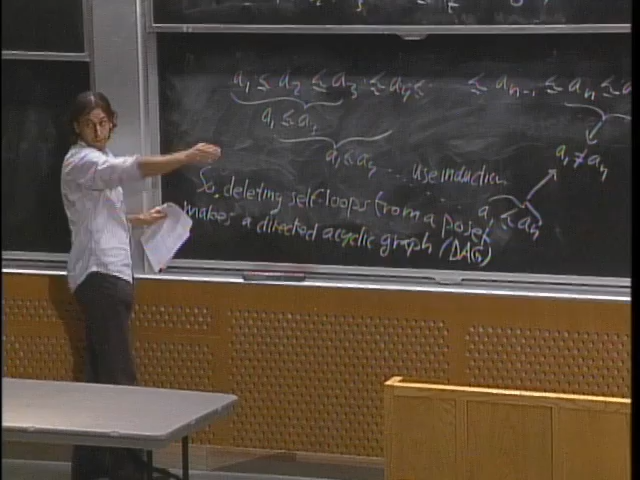 a₁ ≤ a₂ ≤ a₃ ≤ a₄ ≤ ≤ aₙ₋₁ ≤ aₙ ≤ a
a₁ ≤ a₃
a₁ ≤ a₄ ... use induction
a₁ ≠ aₙ
a₁ ≤ aₙ
So, deleting self-loops from a poset
makes a directed acyclic graph (DAG)